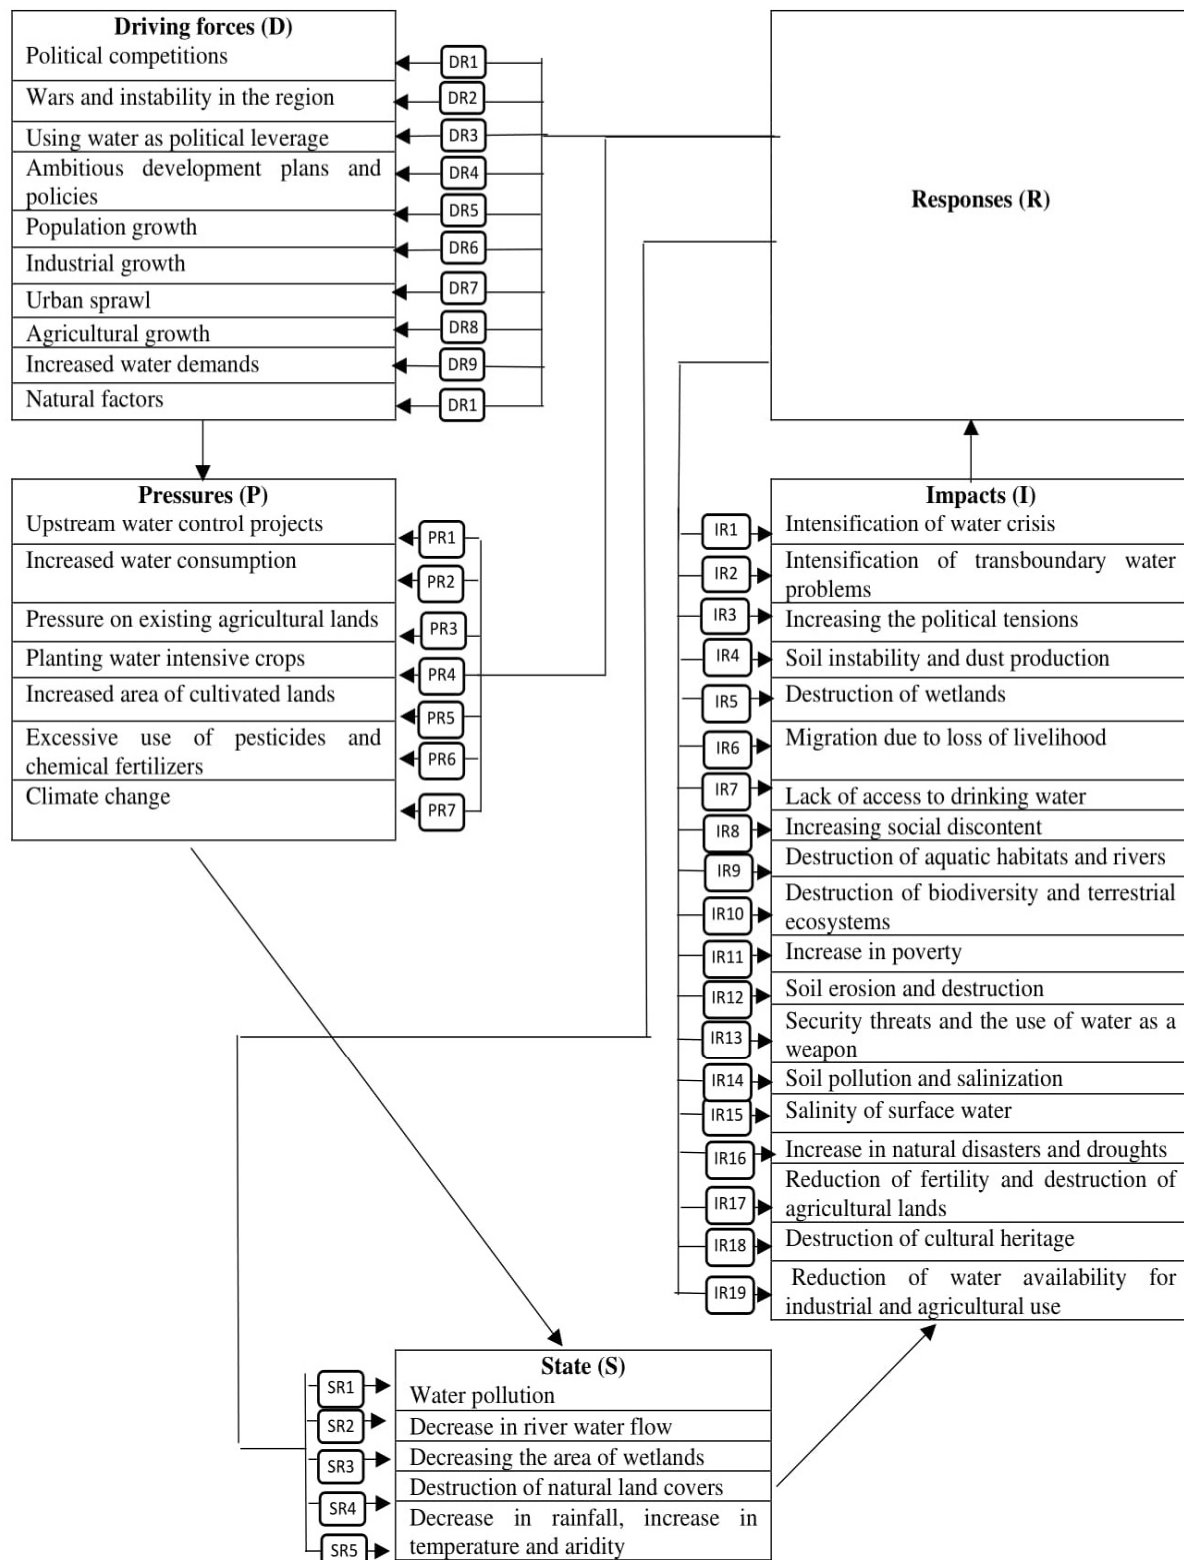 Driving forces (D)
Political competitions
DR1
Wars and instability in the region
DR2
Using water as political leverage
DR3
Ambitious development plans and
policies
DR4
Population growth
DR5
Industrial growth
DR6
Urban sprawl
DR7
Agricultural growth
DR8
Increased water demands
DR9
Natural factors
DR1
Responses (R)
Pressures (P)
Upstream water control projects
PR1
Increased water consumption
PR2
Pressure on existing agricultural lands
PR3
Planting water intensive crops
PR4
Increased area of cultivated lands
PR5
Excessive use of pesticides and
chemical fertilizers
PR6
Climate change
PR7
Impacts (I)
IR1
Intensification of water crisis
IR2
Intensification of transboundary water
problems
IR3
Increasing the political tensions
IR4
Soil instability and dust production
IR5
Destruction of wetlands
IR6
Migration due to loss of livelihood
IR7
Lack of access to drinking water
IR8
Increasing social discontent
IR9
Destruction of aquatic habitats and rivers
IR10
Destruction of biodiversity and terrestrial
ecosystems
IR11
Increase in poverty
IR12
Soil erosion and destruction
IR13
Security threats and the use of water as a
weapon
IR14
Soil pollution and salinization
IR15
Salinity of surface water
IR16
Increase in natural disasters and droughts
IR17
Reduction of fertility and destruction of
agricultural lands
IR18
Destruction of cultural heritage
IR19
Reduction of water availability for
industrial and agricultural use
State (S)
SR1
Water pollution
SR2
Decrease in river water flow
SR3
Decreasing the area of wetlands
SR4
Destruction of natural land covers
SR5
Decrease in rainfall, increase in
temperature and aridity